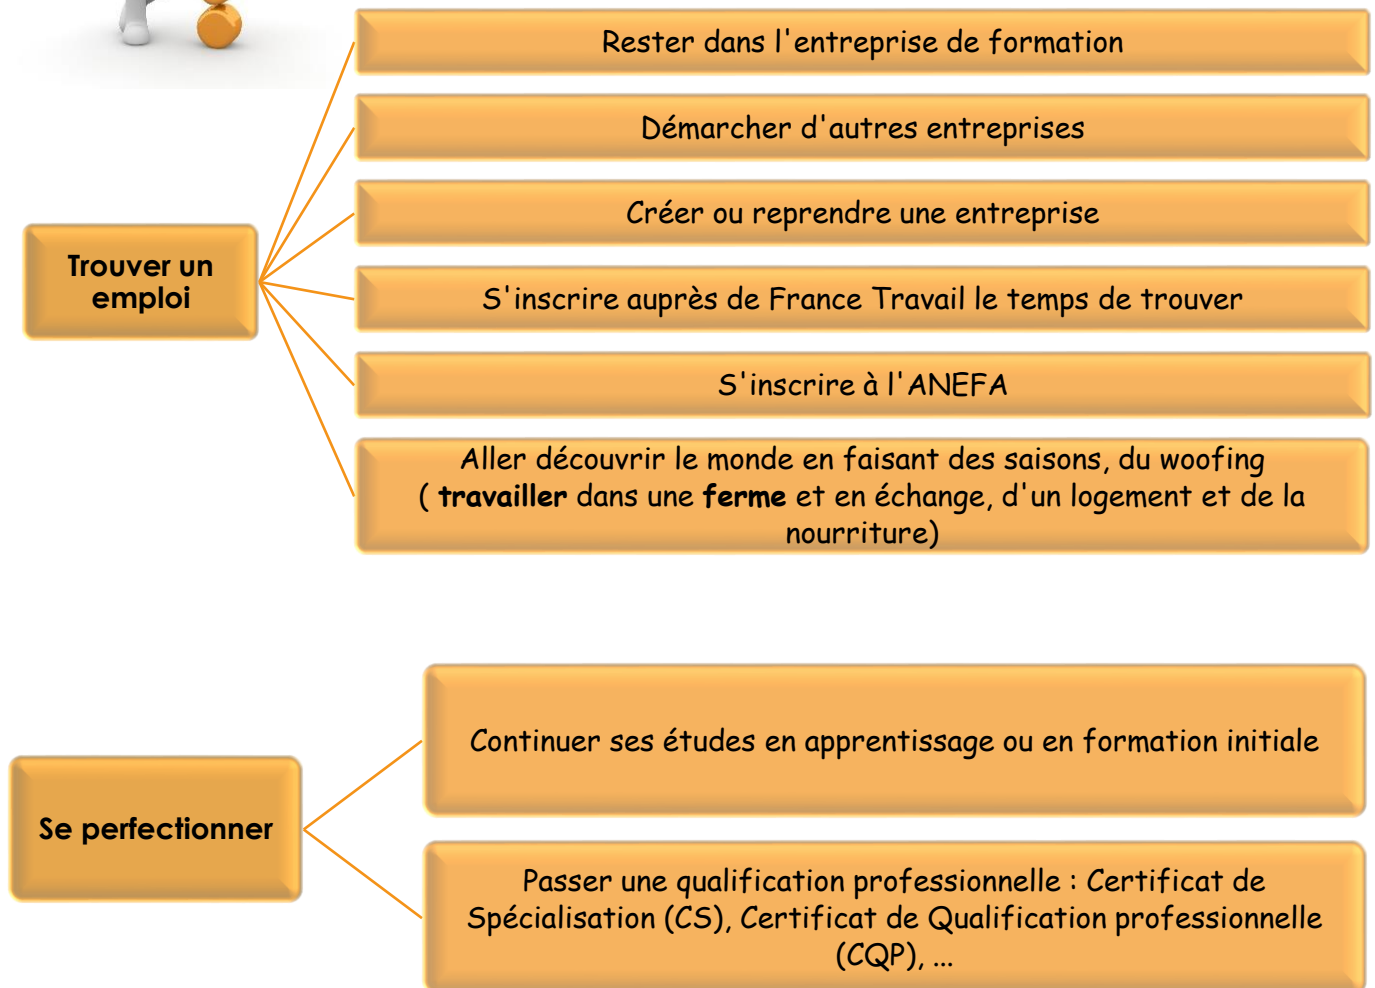 Rester dans l'entreprise de formation
Démarcher d'autres entreprises
Créer ou reprendre une entreprise
Trouver un
emploi
S'inscrire auprès de France Travail le temps de trouver
S'inscrire à l'ANEFA
Aller découvrir le monde en faisant des saisons, du woofing
( travailler dans une ferme et en échange, d'un logement et de la
nourriture)
Continuer ses études en apprentissage ou en formation initiale
Se perfectionner
Passer une qualification professionnelle : Certificat de
Spécialisation (CS), Certificat de Qualification professionnelle
(CQP), ...